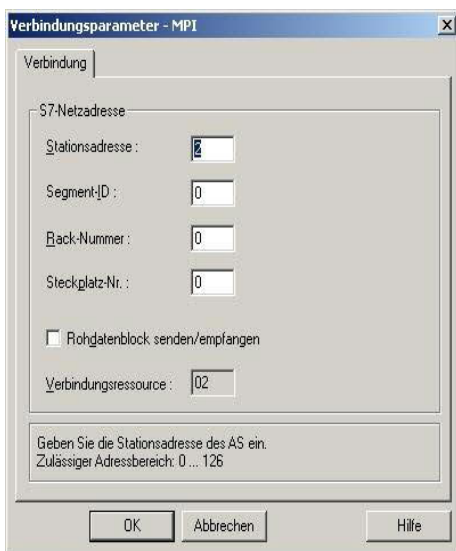 Verbindungsparameter - MPI
Verbindung
S7-Netzadresse
Stationsadresse : 2
Segment-ID : 0
Rack-Nummer : 0
Steckplatz-Nr. : 0
Rohdatenblock senden/empfangen
Verbindungsressource : 02
Geben Sie die Stationsadresse des AS ein.
Zulässiger Adressbereich: 0 ... 126
OK Abbrechen Hilfe